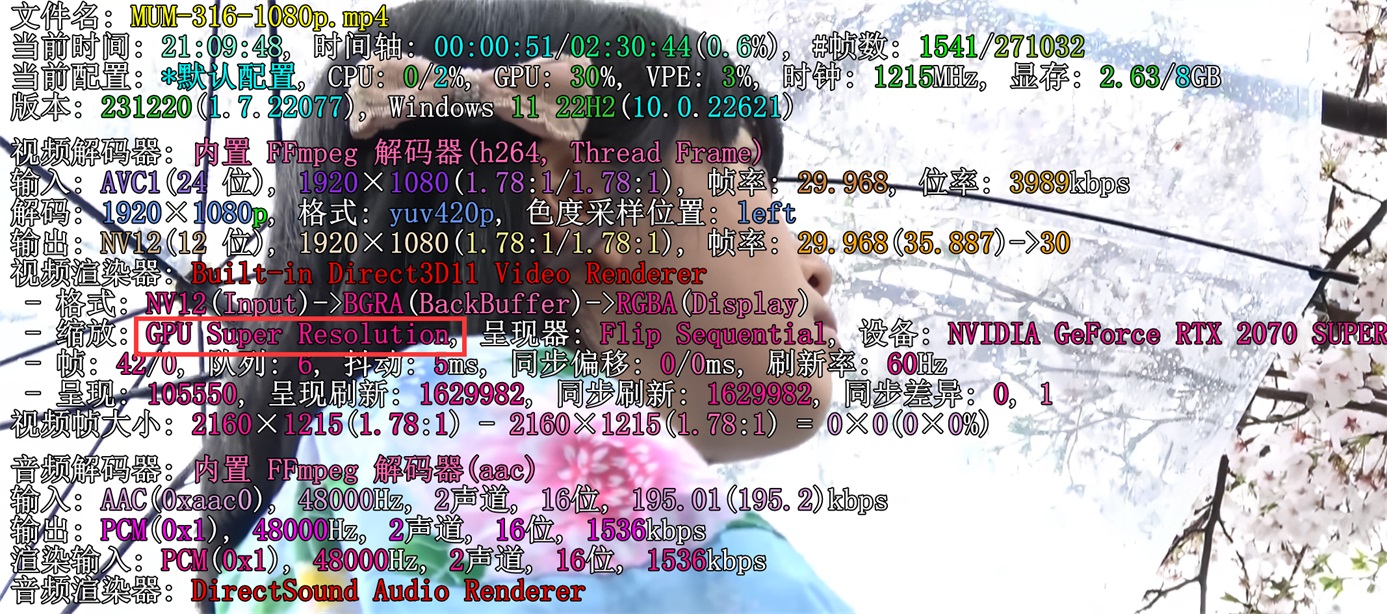 文件名: MUM-316-1080p.mp4
当前时间: 21:09:48, 时间轴: 00:00:51/02:30:44(0.6%), #帧数: 1541/271032
当前配置: *默认配置, CPU: 0/2%, GPU: 30%, VPE: 3%, 时钟: 1215MHz, 显存: 2.63/8GB
版本: 231220(1.7.22077), Windows 11 22H2(10.0.22621)
视频解码器: 内置 FFmpeg 解码器(h264, Thread Frame)
输入: AVC1(24 位), 1920×1080(1.78:1/1.78:1), 帧率: 29.968, 位率: 3989kbps
解码: 1920×1080p, 格式: yuv420p, 色度采样位置: left
输出: NV12(12 位), 1920×1080(1.78:1/1.78:1), 帧率: 29.968(35.887)->30
视频渲染器: Built-in Direct3D11 Video Renderer
- 格式: NV12(Input)->BGRA(BackBuffer)->RGBA(Display)
- 缩放: GPU Super Resolution, 呈现器: Flip Sequential, 设备: NVIDIA GeForce RTX 2070 SUPER
- 帧: 42/0, 队列: 6, 抖动: 5ms, 同步偏移: 0/0ms, 刷新率: 60Hz
- 呈现: 105550, 呈现刷新: 1629982, 同步刷新: 1629982, 同步差异: 0, 1
视频帧大小: 2160×1215(1.78:1) - 2160×1215(1.78:1) = 0×0(0×0%)
音频解码器: 内置 FFmpeg 解码器(aac)
输入: AAC(0xaac0), 48000Hz, 2声道, 16位, 195.01(195.2)kbps
输出: PCM(0x1), 48000Hz, 2声道, 16位, 1536kbps
渲染输入: PCM(0x1), 48000Hz, 2声道, 16位, 1536kbps
音频渲染器: DirectSound Audio Renderer